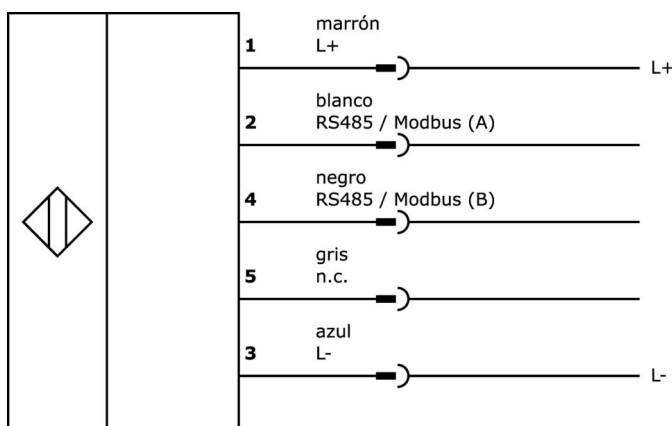 marrón
1 L+
L+
blanco
2 RS485 / Modbus (A)
negro
4 RS485 / Modbus (B)
gris
5 n.c.
azul
3 L-
L-